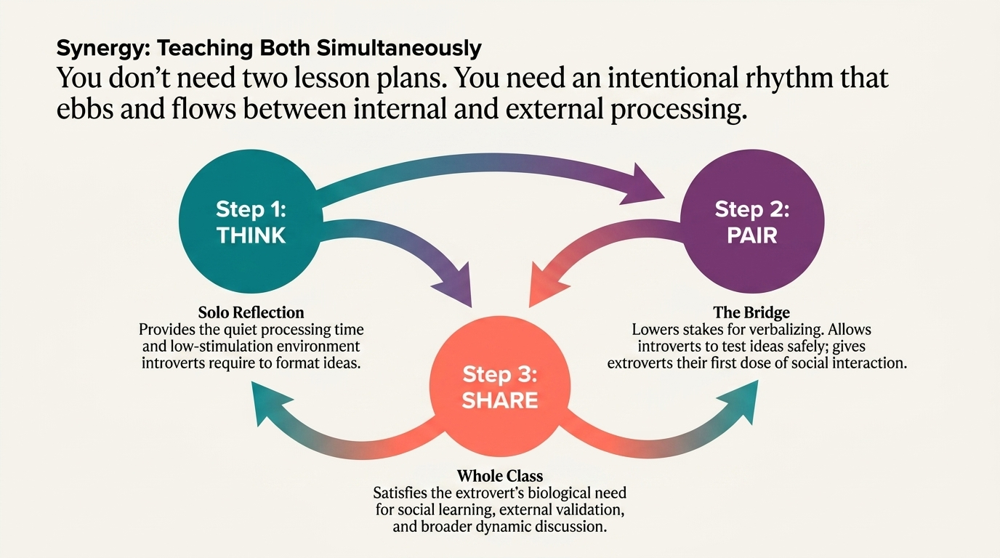 Synergy: Teaching Both Simultaneously
You don’t need two lesson plans. You need an intentional rhythm that
ebbs and flows between internal and external processing.
Step 1:
THINK
Step 2:
PAIR
Solo Reflection
Provides the quiet processing time
and low-stimulation environment
introverts require to format ideas.
The Bridge
Lowers stakes for verbalizing. Allows
introverts to test ideas safely; gives
extroverts their first dose of social interaction.
Step 3:
SHARE
Whole Class
Satisfies the extrovert’s biological need
for social learning, external validation,
and broader dynamic discussion.